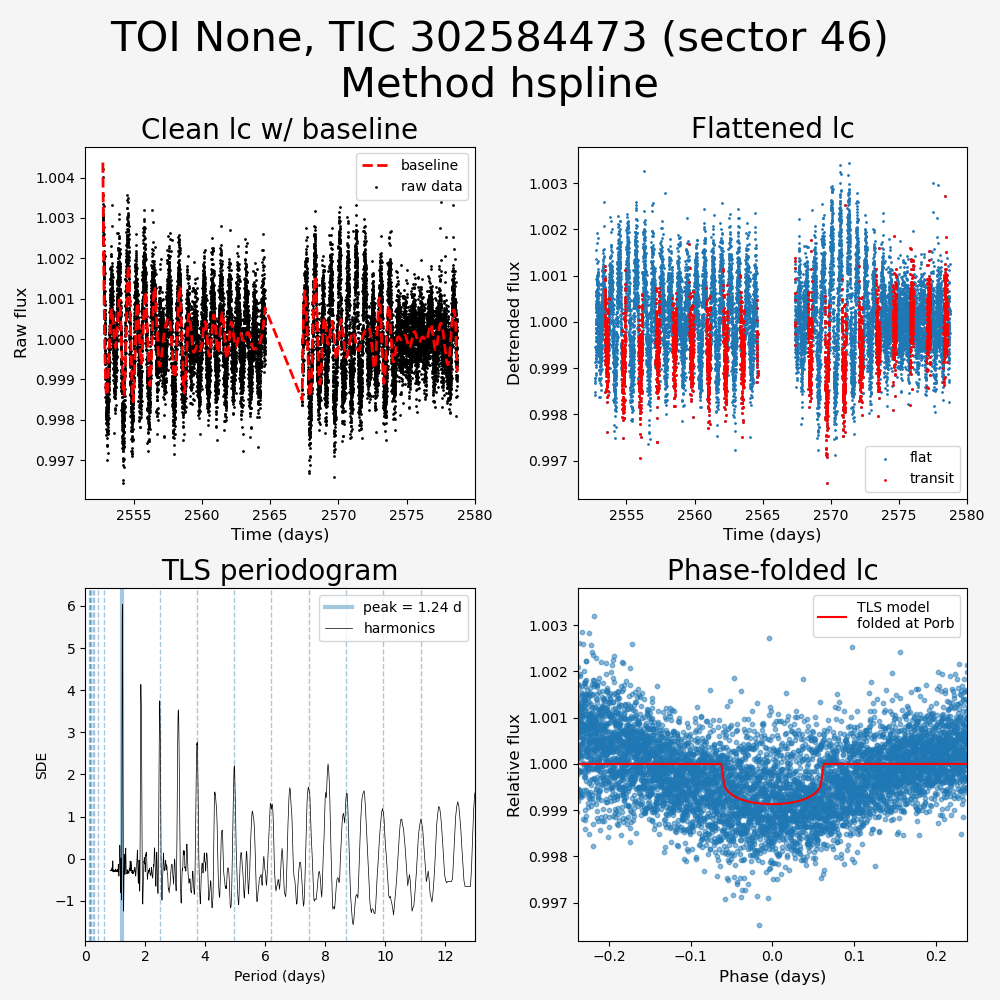 TOI None, TIC 302584473 (sector 46)
Method hspline
Clean lc w/ baseline
Raw flux
1.004
1.003
1.002
1.001
1.000
0.999
0.998
0.997
baseline
raw data
2555
2560
2565
2570
2575
2580
Time (days)
Flattened lc
Detrended flux
1.003
1.002
1.001
1.000
0.999
0.998
0.997
flat
transit
2555
2560
2565
2570
2575
2580
Time (days)
TLS periodogram
SDE
6
5
4
3
2
1
0
−1
peak = 1.24 d
harmonics
0
2
4
6
8
10
12
Period (days)
Phase-folded lc
Relative flux
1.003
1.002
1.001
1.000
0.999
0.998
0.997
TLS model
folded at Porb
−0.2
−0.1
0.0
0.1
0.2
Phase (days)